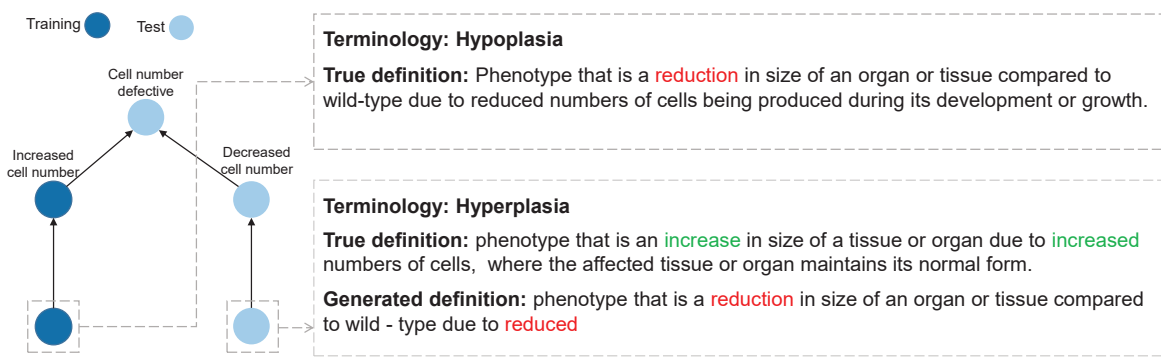 Training
Test
Cell number
defective
Increased
cell number
Decreased
cell number
Terminology: Hypoplasia
True definition: Phenotype that is a reduction in size of an organ or tissue compared to
wild-type due to reduced numbers of cells being produced during its development or growth.
Terminology: Hyperplasia
True definition: phenotype that is an increase in size of a tissue or organ due to increased
numbers of cells, where the affected tissue or organ maintains its normal form.
Generated definition: phenotype that is a reduction in size of an organ or tissue compared
to wild - type due to reduced